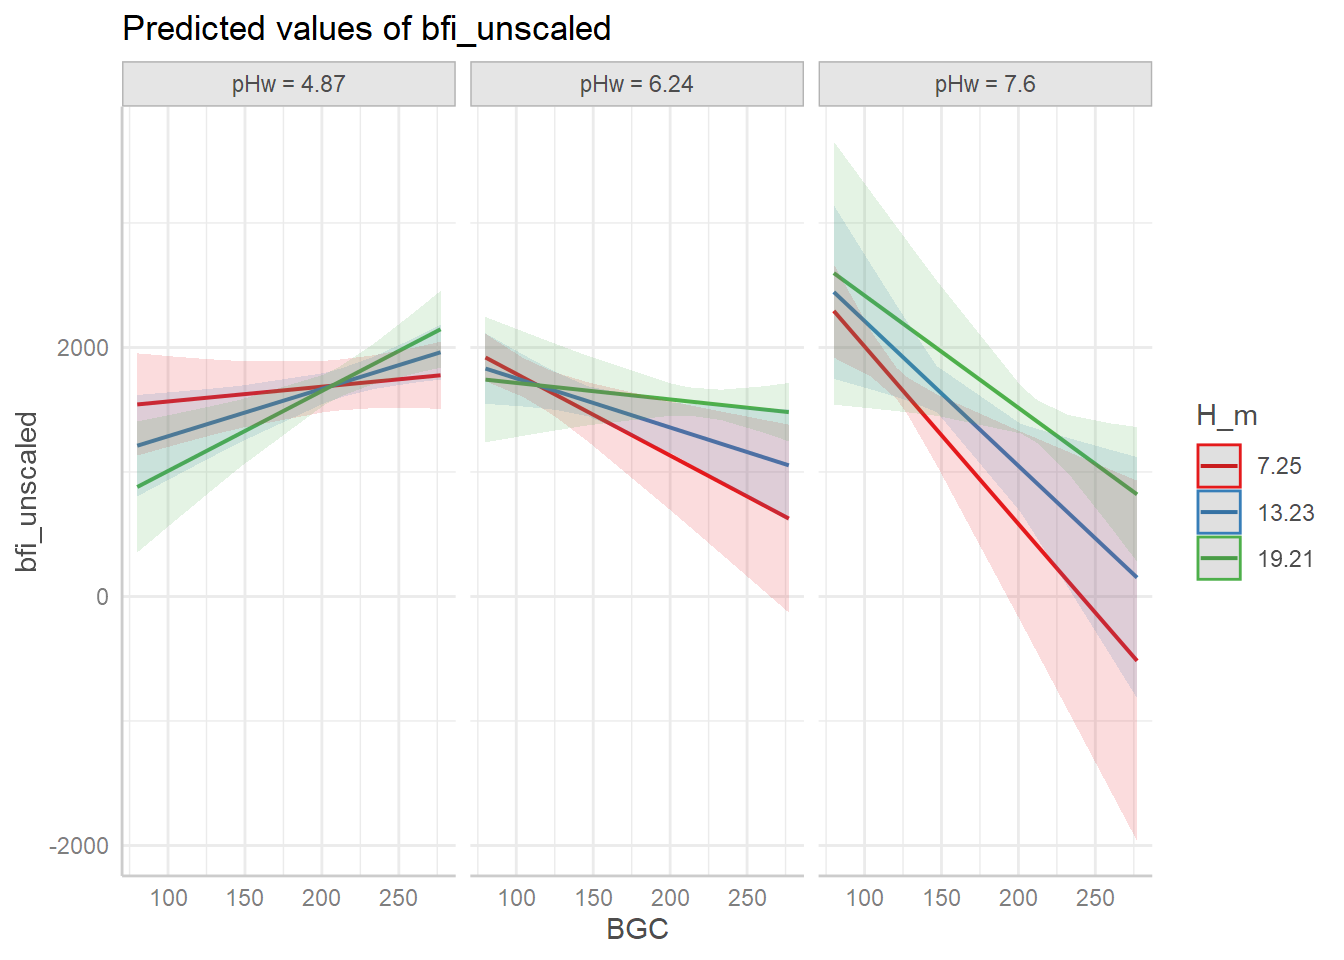 Predicted values of bfi_unscaled
pHw = 4.87
pHw = 6.24
pHw = 7.6
bfi_unscaled
2000
0
-2000
100 150 200 250
100 150 200 250
100 150 200 250
BGC
H_m
7.25
13.23
19.21